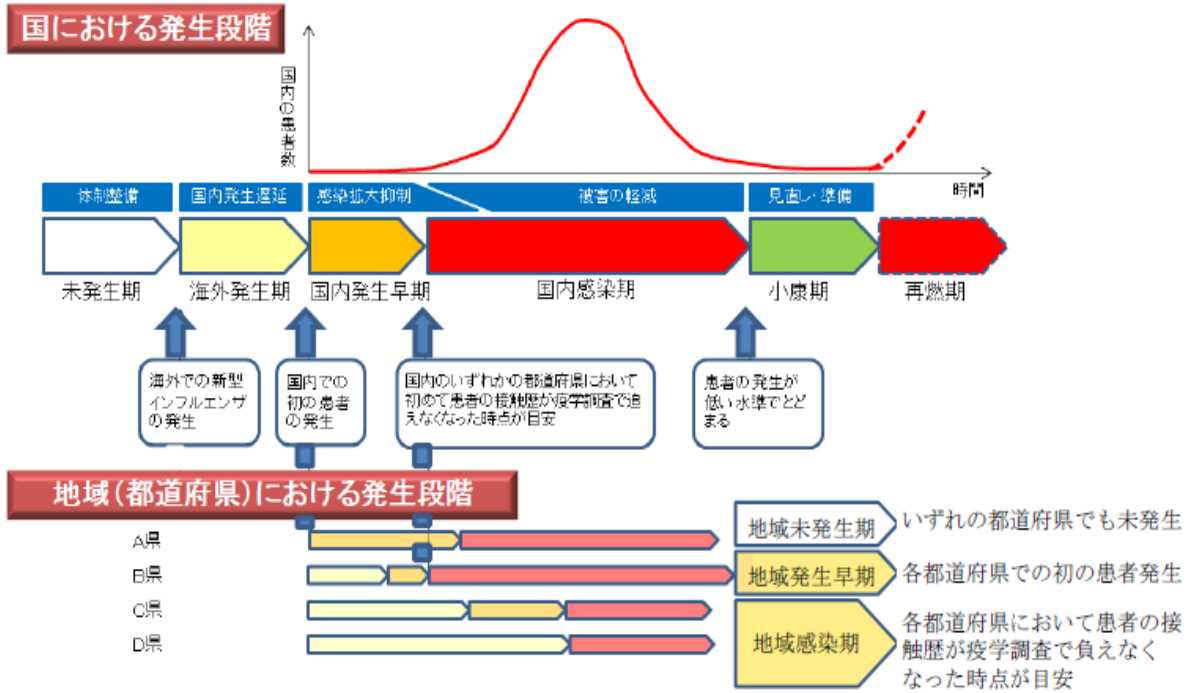 国における発生段階
国内の患者数
時間
体制整備
国内発生遅延
感染拡大抑制
被害の軽減
見直し・準備
未発生期
海外発生期
国内発生早期
国内感染期
小康期
再燃期
海外での新型
インフルエンザ
の発生
国内での
初の患者
の発生
国内のいずれかの都道府県において
初めて患者の接触歴が疫学調査で追
えなくなった時点が目安
患者の発生が
低い水準でとど
まる
地域(都道府県)における発生段階
A県
B県
C県
D県
地域未発生期
いずれの都道府県でも未発生
地域発生早期
各都道府県での初の患者発生
地域感染期
各都道府県において患者の接
触歴が疫学調査で負えなく
なった時点が目安